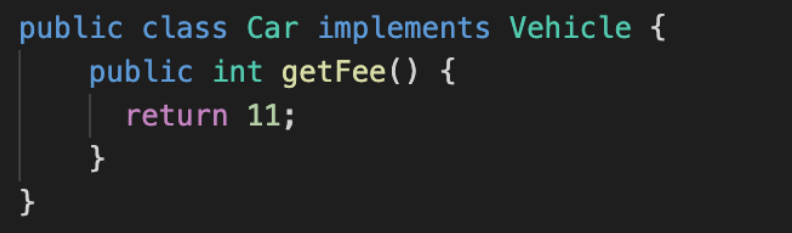 public class Car implements Vehicle {
    public int getFee() {
      return 11;
    }
}